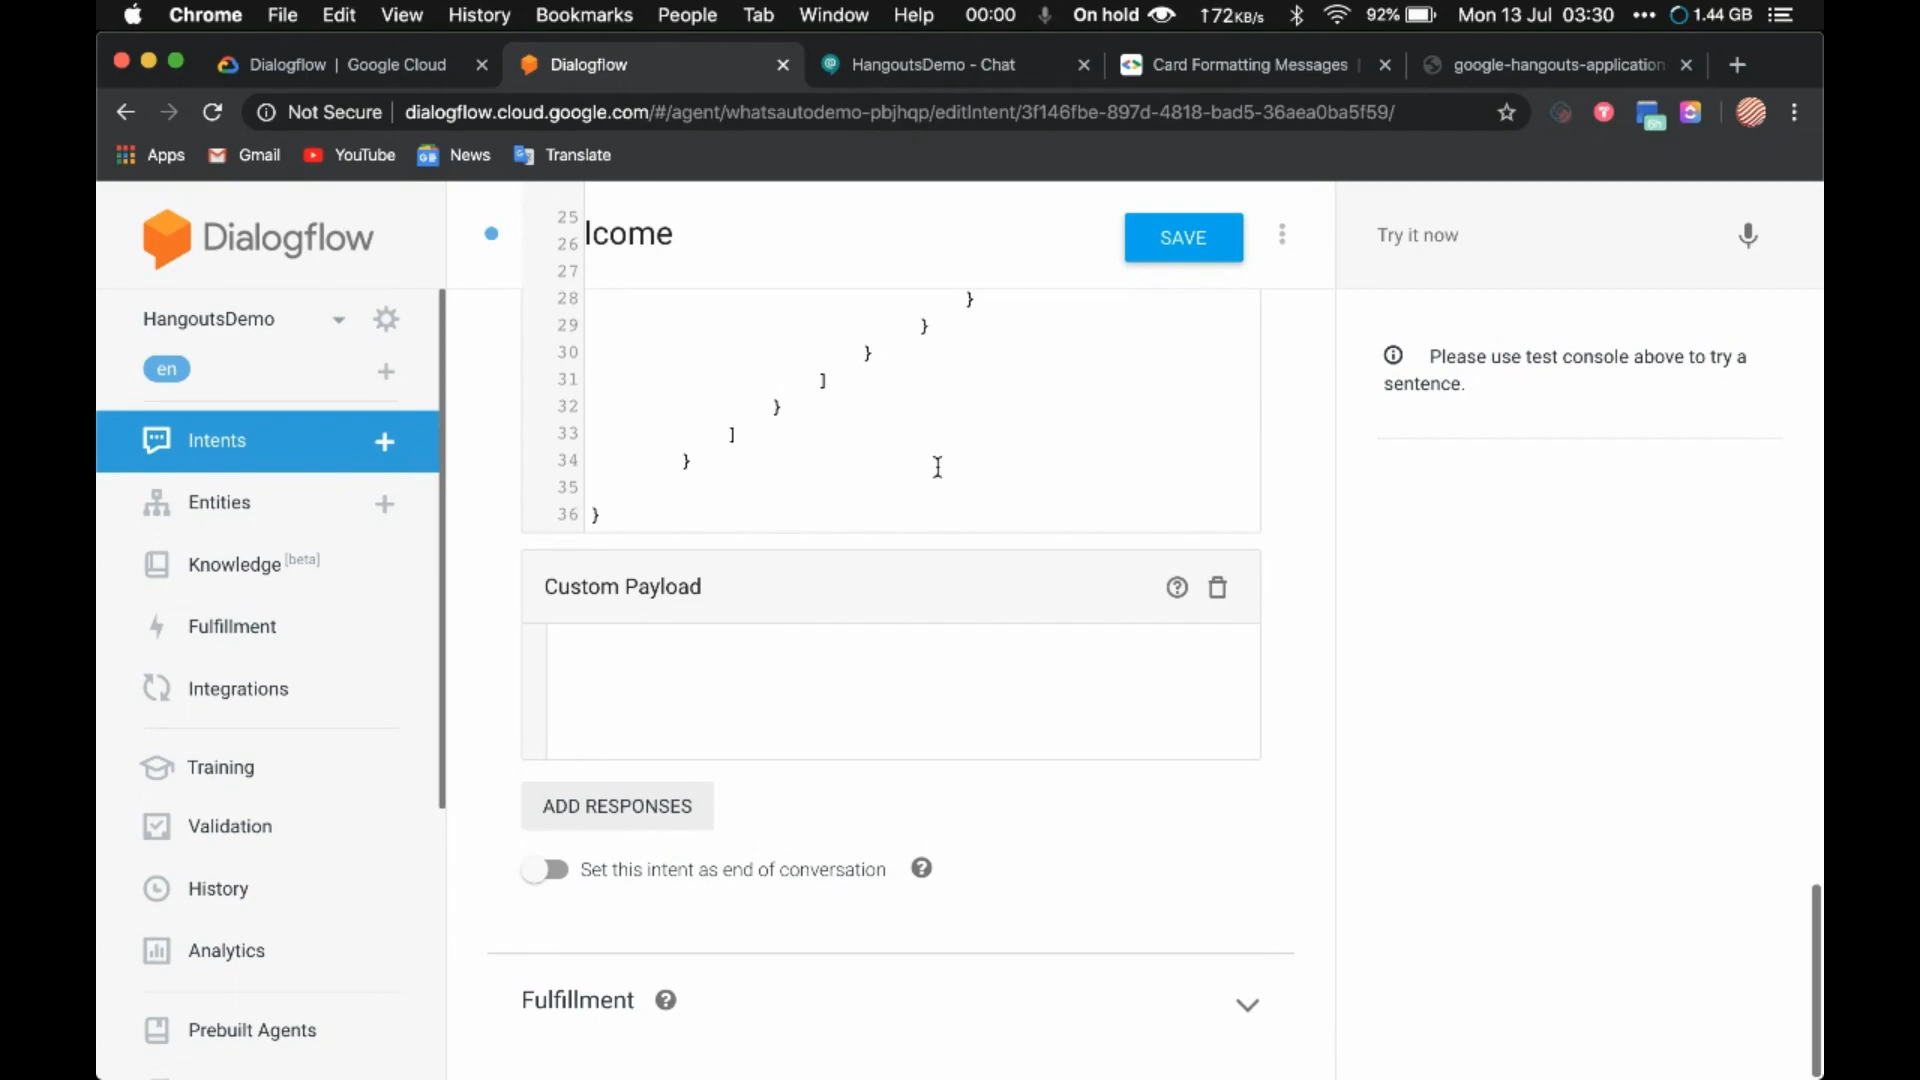 Chrome File Edit View History Bookmarks People Tab Window Help 00:00 On hold ↑72KB/s 92% Mon 13 Jul 03:30 ••• 1.44 GB
Dialogflow | Google Cloud
Dialogflow
HangoutsDemo - Chat
Card Formatting Messages |
google-hangouts-application
Not Secure dialogflow.cloud.google.com/#/agent/whatsautodemo-pbjhqp/editIntent/3f146fbe-897d-4818-bad5-36aea0ba5f59/
Apps Gmail YouTube News Translate
Dialogflow
HangoutsDemo
en
Intents
Entities
Knowledge [beta]
Fulfillment
Integrations
Training
Validation
History
Analytics
Prebuilt Agents
lcome
SAVE
25
26
27
28 }
29 }
30 }
31 ]
32 }
33 ]
34 }
35
36 }
Custom Payload
ADD RESPONSES
Set this intent as end of conversation
Fulfillment
Try it now
Please use test console above to try a
sentence.